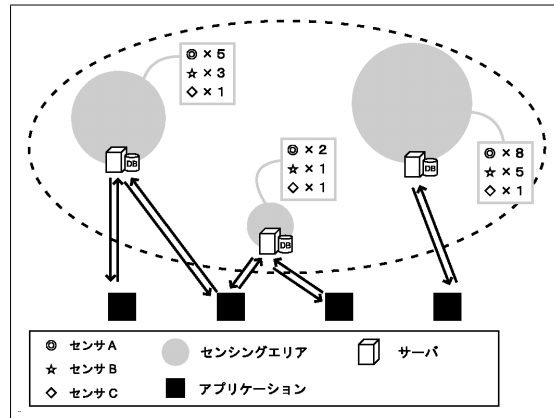 ◎ × 5
☆ × 3
◇ × 1
DB
◎ × 2
☆ × 1
◇ × 1
DB
◎ × 8
☆ × 5
◇ × 1
DB
◎ センサA
☆ センサB
◇ センサC
センシングエリア
アプリケーション
サーバ